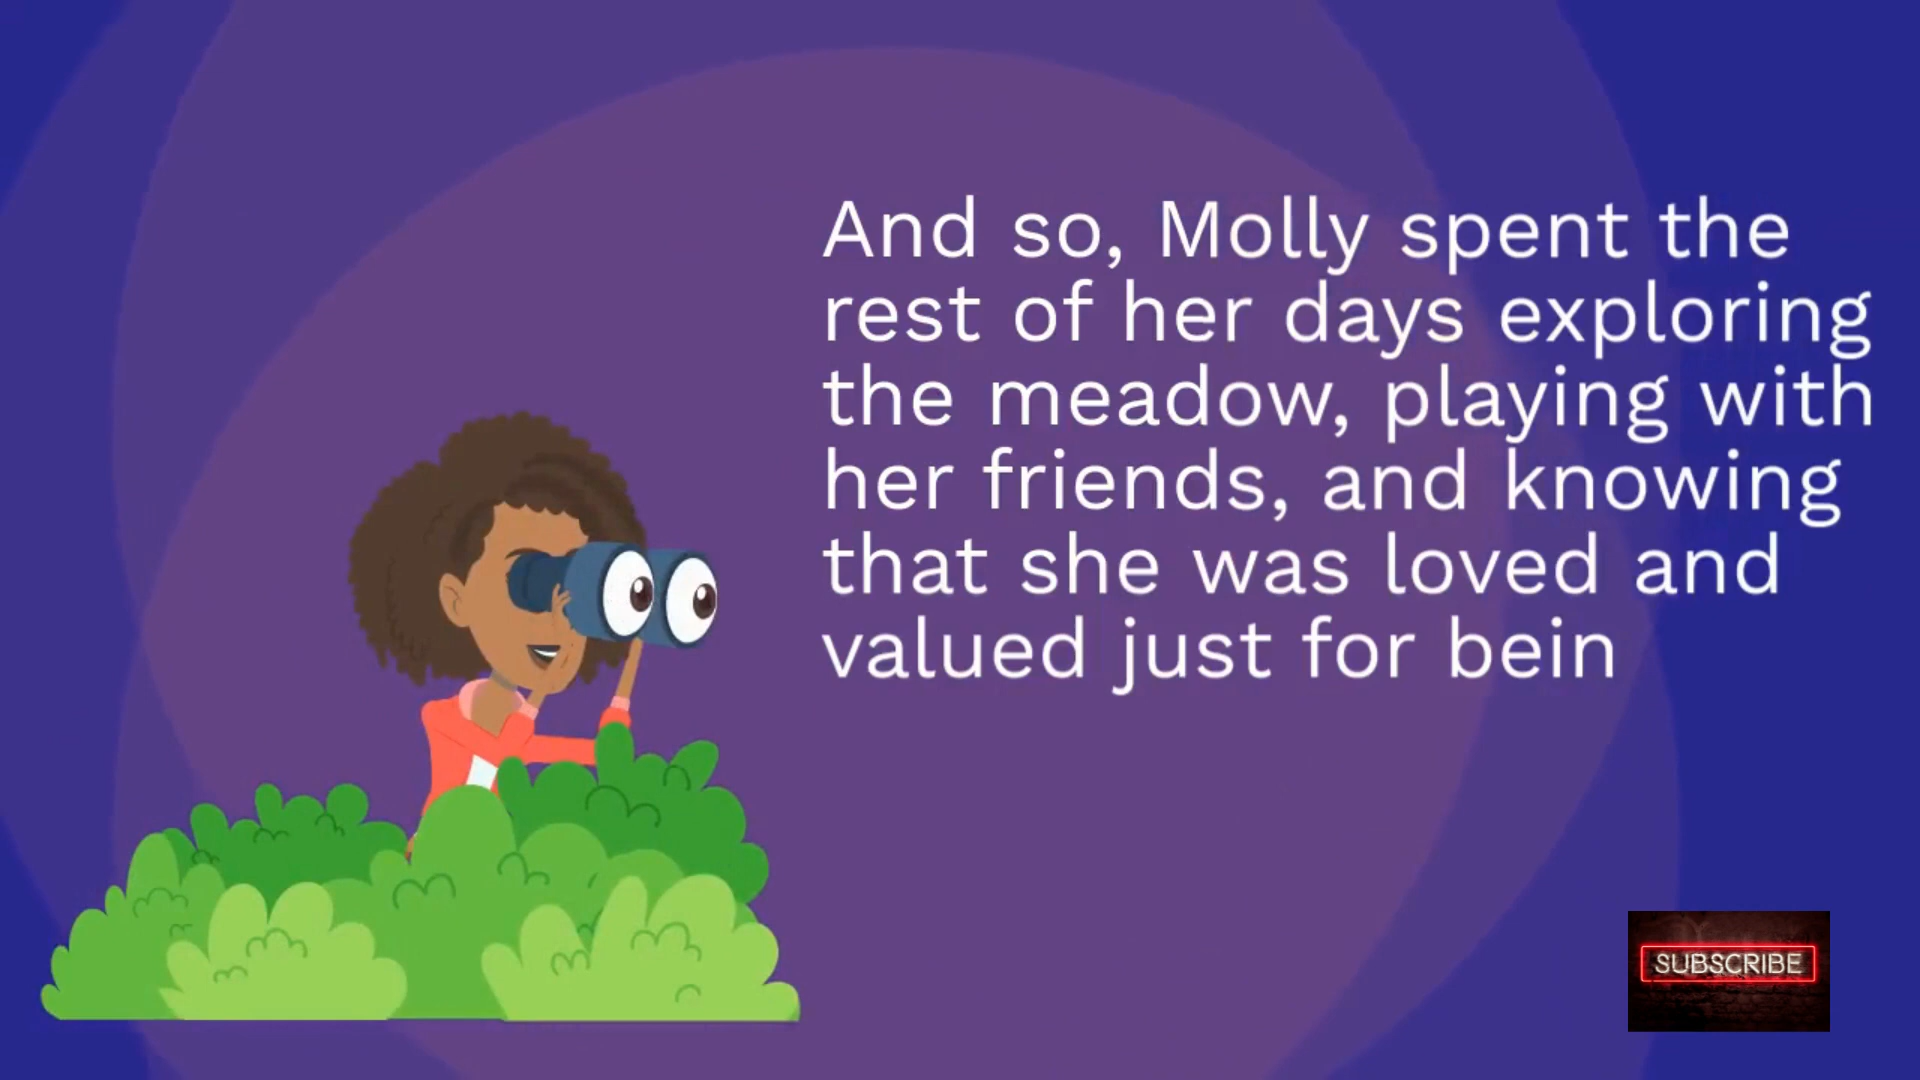 And so, Molly spent the
rest of her days exploring
the meadow, playing with
her friends, and knowing
that she was loved and
valued just for bein
SUBSCRIBE